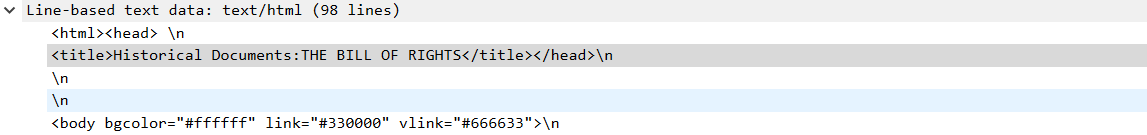 Line-based text data: text/html (98 lines)
<html><head> \n
<title>Historical Documents:THE BILL OF RIGHTS</title></head>\n
\n
\n
<body bgcolor="#ffffff" link="#330000" vlink="#666633">\n